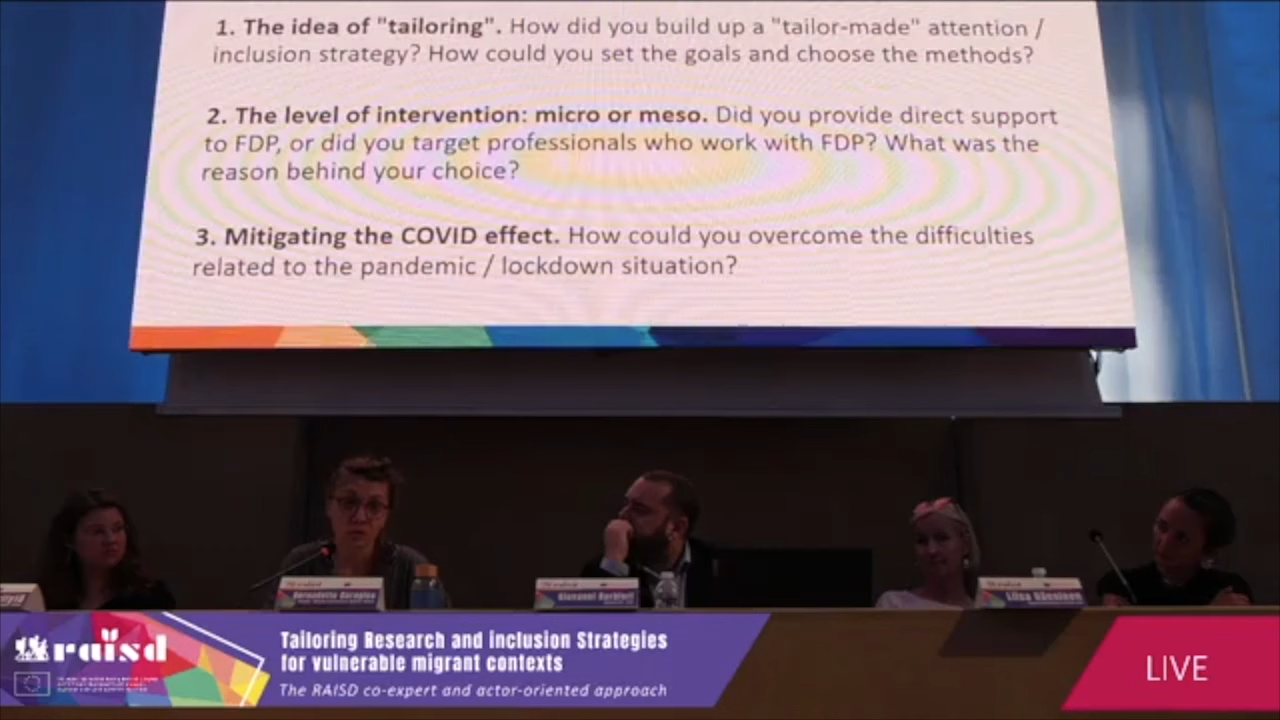 1. The idea of "tailoring". How did you build up a "tailor-made" attention /
inclusion strategy? How could you set the goals and choose the methods?
2. The level of intervention: micro or meso. Did you provide direct support
to FDP, or did you target professionals who work with FDP? What was the
reason behind your choice?
3. Mitigating the COVID effect. How could you overcome the difficulties
related to the pandemic / lockdown situation?
Giovanni
Liisa Hänninen
raisd
Tailoring Research and inclusion Strategies
for vulnerable migrant contexts
The RAISD co-expert and actor-oriented approach
LIVE